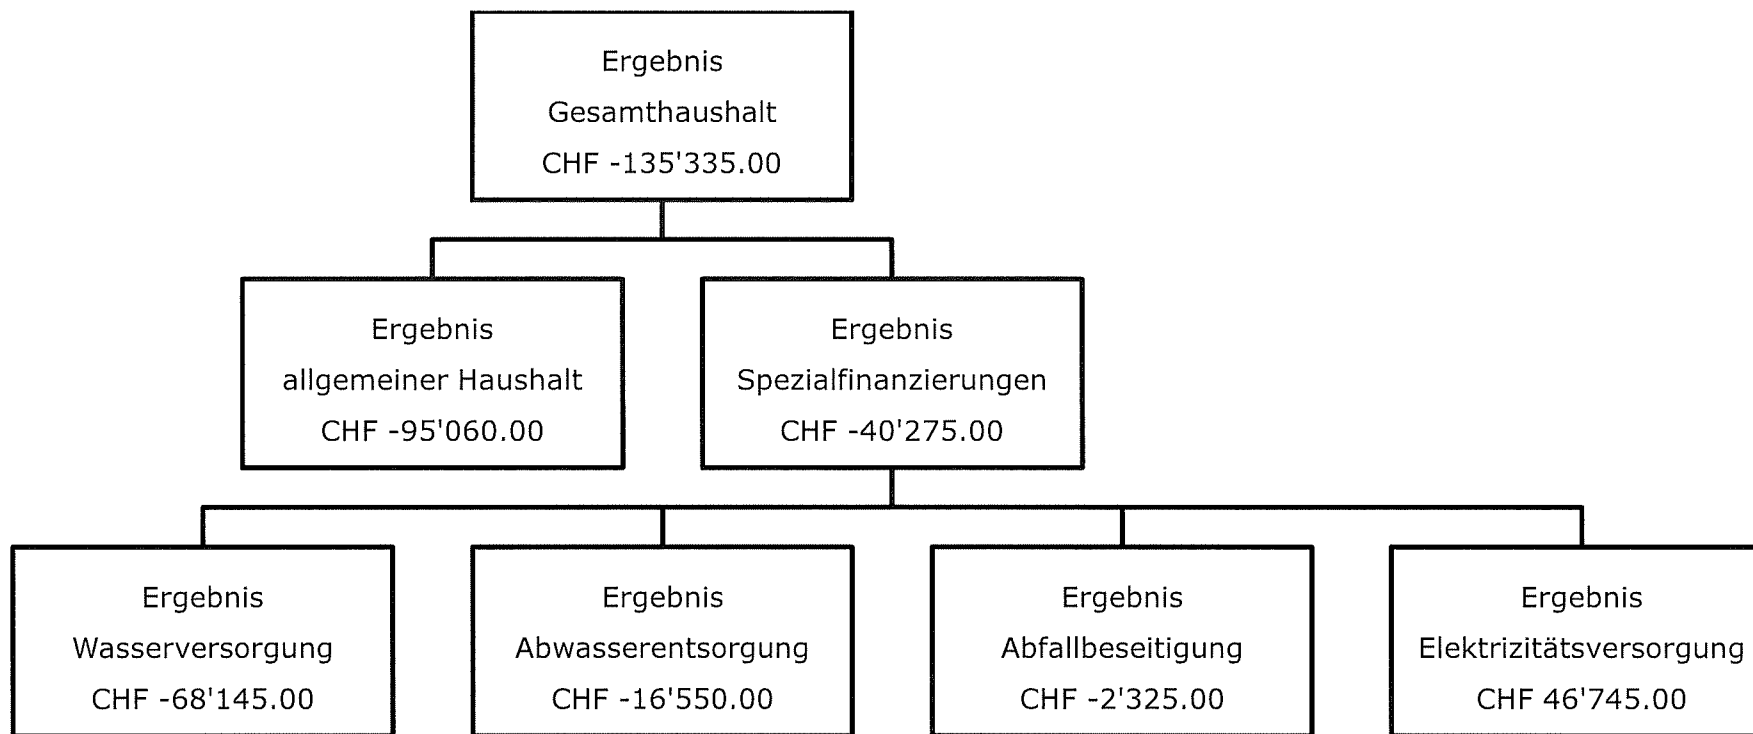 Ergebnis
Gesamthaushalt
CHF -135'335.00
Ergebnis
allgemeiner Haushalt
CHF -95'060.00
Ergebnis
Spezialfinanzierungen
CHF -40'275.00
Ergebnis
Wasserversorgung
CHF -68'145.00
Ergebnis
Abwasserentsorgung
CHF -16'550.00
Ergebnis
Abfallbeseitigung
CHF -2'325.00
Ergebnis
Elektrizitätsversorgung
CHF 46'745.00